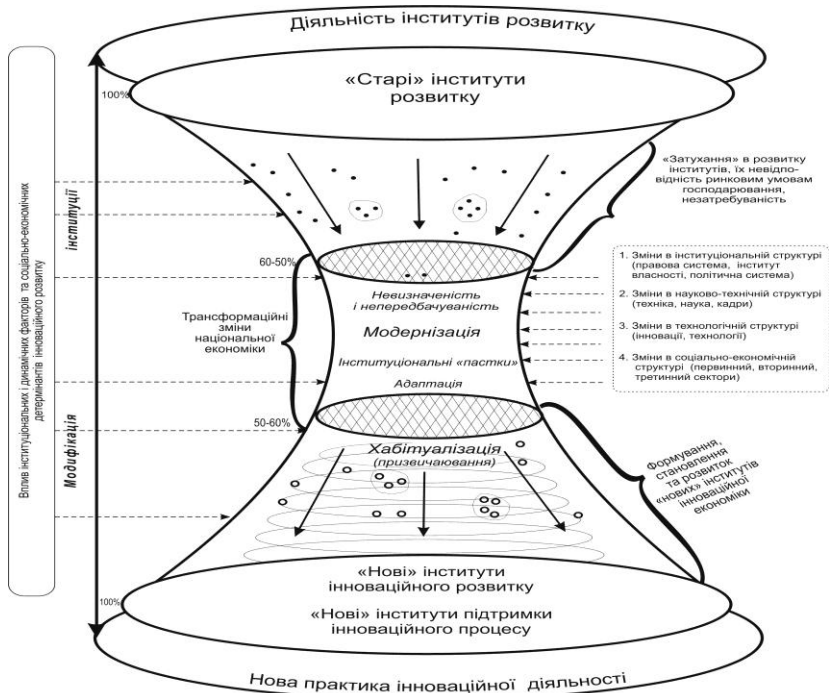 Діяльність інститутів розвитку
«Старі» інститути
розвитку
100%
Вплив інституціональних і динамічних факторів та соціально-економічних
детермінантів інноваційного розвитку
інституції
Модифікація
«Затухання» в розвитку
інститутів, їх невідпо-
відність ринковим умовам
господарювання,
незатребуваність
60-50%
Трансформаційні
зміни
національної
економіки
Невизначеність
і непередбачуваність
Модернізація
Інституціональні «пастки»
Адаптація
1. Зміни в інституціональній структурі
(правова система, інститут
власності, політична система)
2. Зміни в науково-технічній структурі
(техніка, наука, кадри)
3. Зміни в технологічній структурі
(інновації, технології)
4. Зміни в соціально-економічній
структурі (первинний, вторинний,
третинний сектори)
50-60%
Хабітуалізація
(призвичаювання)
Формування,
становлення
та розвиток
«нових» інститутів
інноваційної
економіки
«Нові» інститути
інноваційного розвитку
100%
«Нові» інститути підтримки
інноваційного процесу
Нова практика інноваційної діяльності